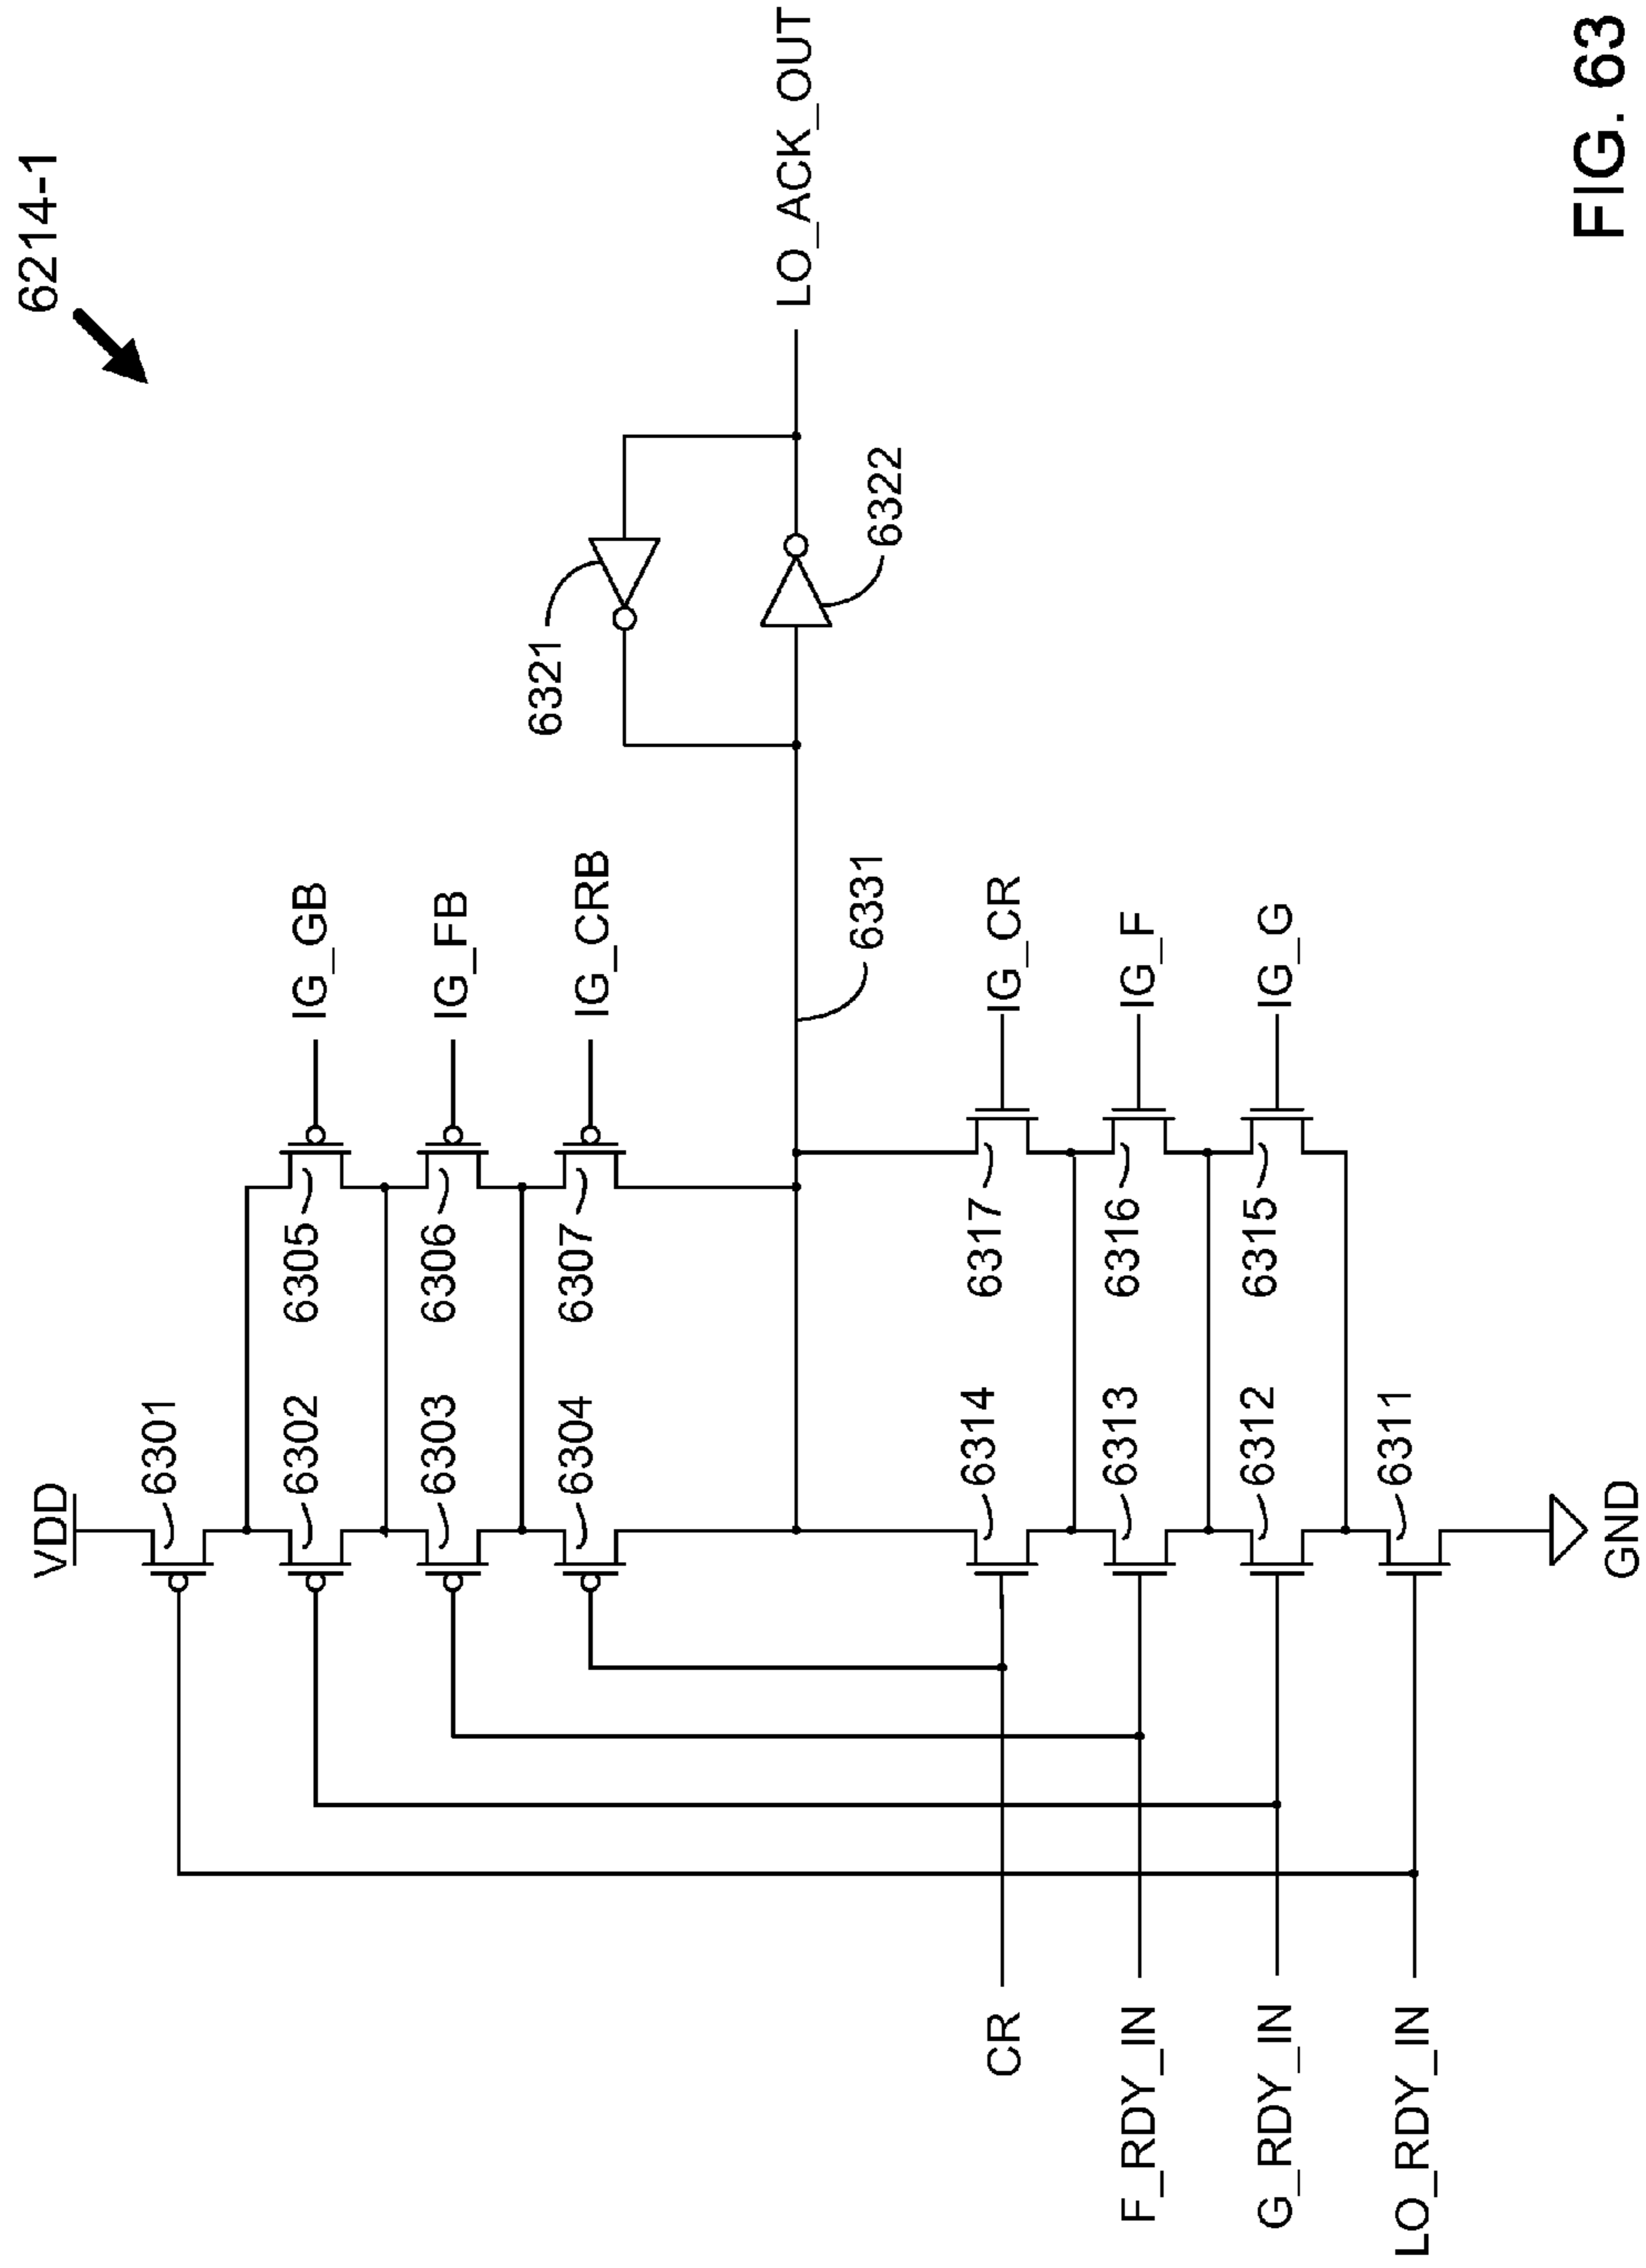 6214-1
VDD
6301
6302
6303
6304
6305
6306
6307
IG_GB
IG_FB
IG_CRB
6321
6322
LO_ACK_OUT
6331
6314
6313
6312
6311
6317
6316
6315
IG_CR
IG_F
IG_G
CR
F_RDY_IN
G_RDY_IN
LO_RDY_IN
GND
FIG. 63